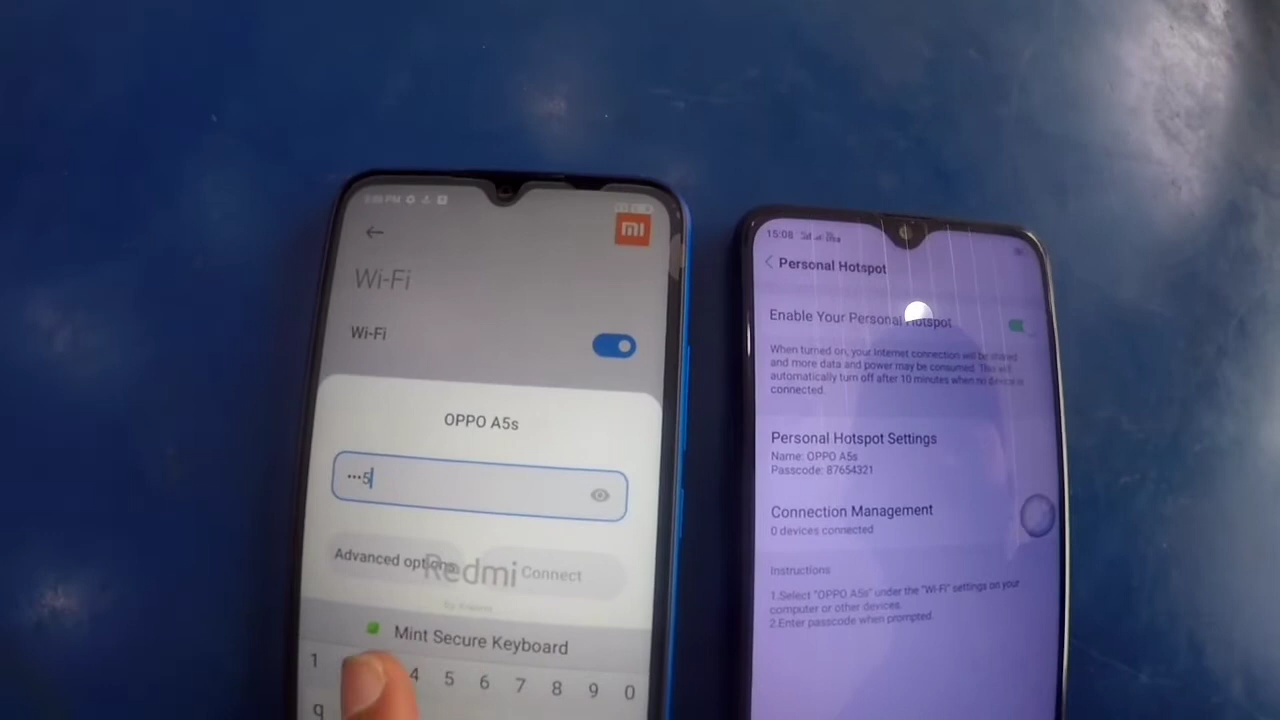 mi
Wi-Fi
Wi-Fi
OPPO A5s
•••5
Advanced options
Connect
Redmi
Mint Secure Keyboard
1 4 5 6 7 8 9 0
q
15:08
Personal Hotspot
Enable Your Personal Hotspot
When turned on, your Internet connection will be shared
and more data and power may be consumed. This will
automatically turn off after 10 minutes when no device is
connected.
Personal Hotspot Settings
Name: OPPO A5s
Passcode: 87654321
Connection Management
0 devices connected
Instructions
1.Select "OPPO A5s" under the "Wi-Fi" settings on your
computer or other devices.
2.Enter passcode when prompted.